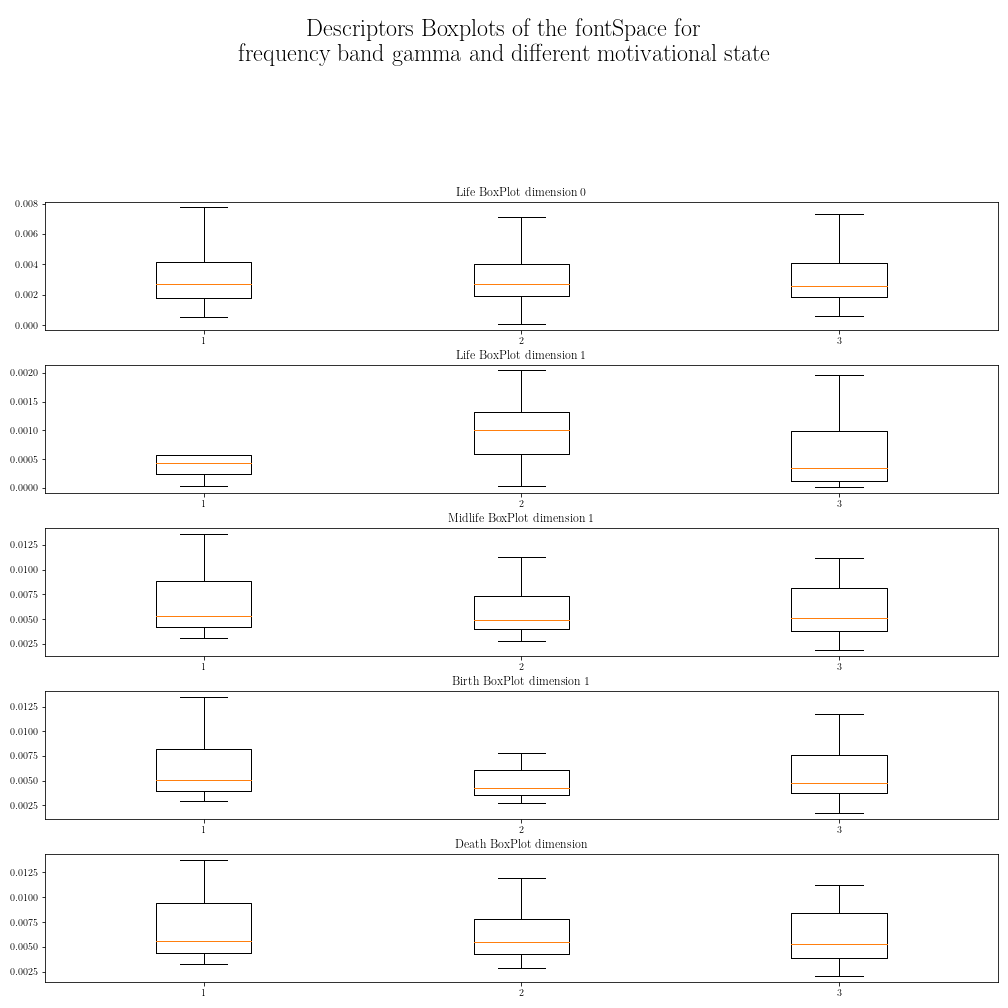 Descriptors Boxplots of the fontSpace for
frequency band gamma and different motivational state
Life BoxPlot dimension 0
0.008
0.006
0.004
0.002
0.000
1 2 3
Life BoxPlot dimension 1
0.0020
0.0015
0.0010
0.0005
0.0000
1 2 3
Midlife BoxPlot dimension 1
0.0125
0.0100
0.0075
0.0050
0.0025
1 2 3
Birth BoxPlot dimension 1
0.0125
0.0100
0.0075
0.0050
0.0025
1 2 3
Death BoxPlot dimension
0.0125
0.0100
0.0075
0.0050
0.0025
1 2 3